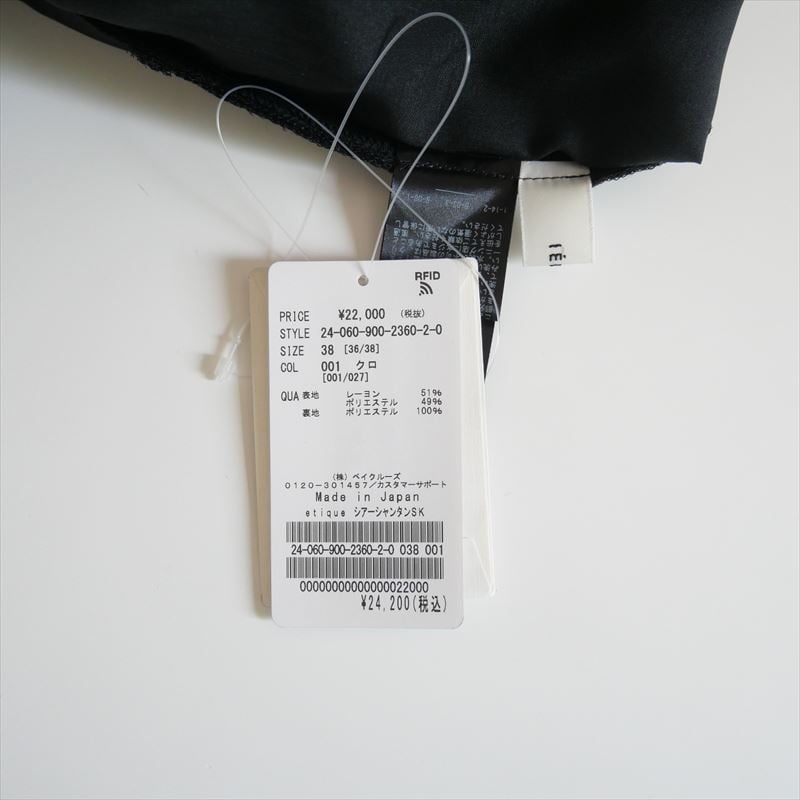 RFID
PRICE ¥22,000 (税抜)
STYLE 24-060-900-2360-2-0
SIZE 38 [36/38]
COL 001 クロ
[001/027]
QUA 表地 レーヨン 51%
ポリエステル 49%
裏地 ポリエステル 100%
(株)ベイクルーズ
0120-301457/カスタマーサポート
Made in Japan
etique シアーシャンタンSK
24-060-900-2360-2-0 038 001
00000000000000022000
¥24,200(税込)